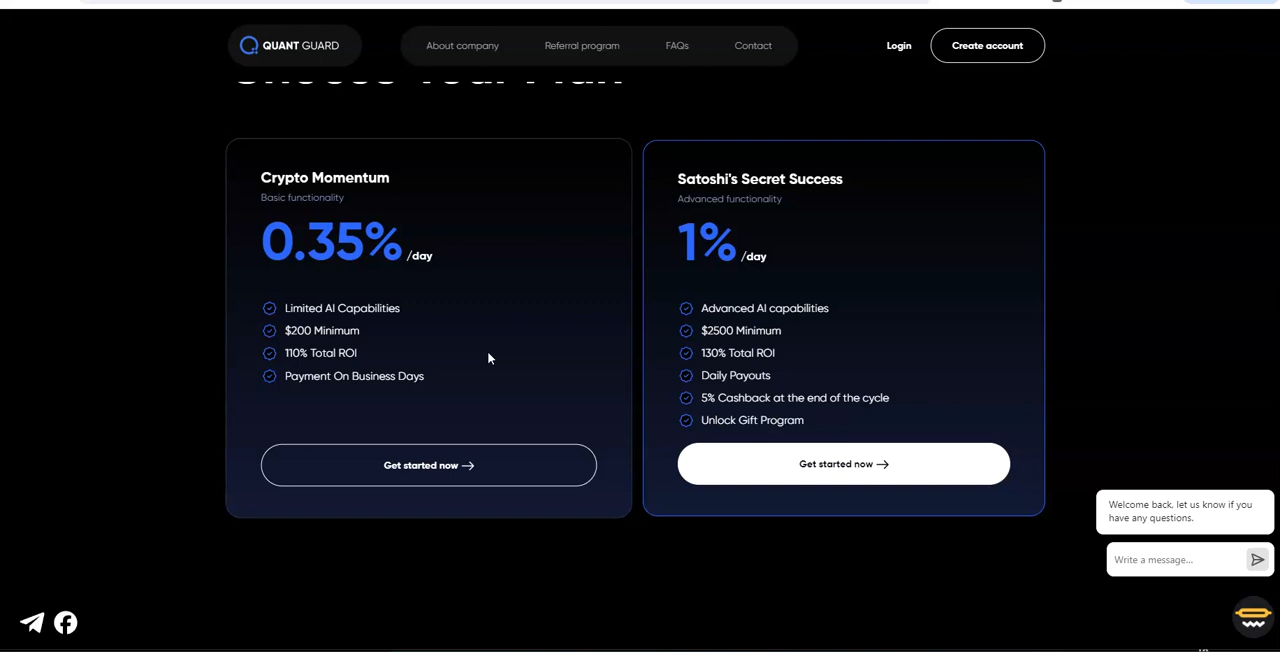 QUANT GUARD
About company
Referral program
FAQs
Contact
Login
Create account
Choose Your Plan
Crypto Momentum
Basic functionality
0.35% /day
Limited AI Capabilities
$200 Minimum
110% Total ROI
Payment On Business Days
Get started now
Satoshi's Secret Success
Advanced functionality
1% /day
Advanced AI capabilities
$2500 Minimum
130% Total ROI
Daily Payouts
5% Cashback at the end of the cycle
Unlock Gift Program
Get started now
Welcome back, let us know if you
have any questions.
Write a message...